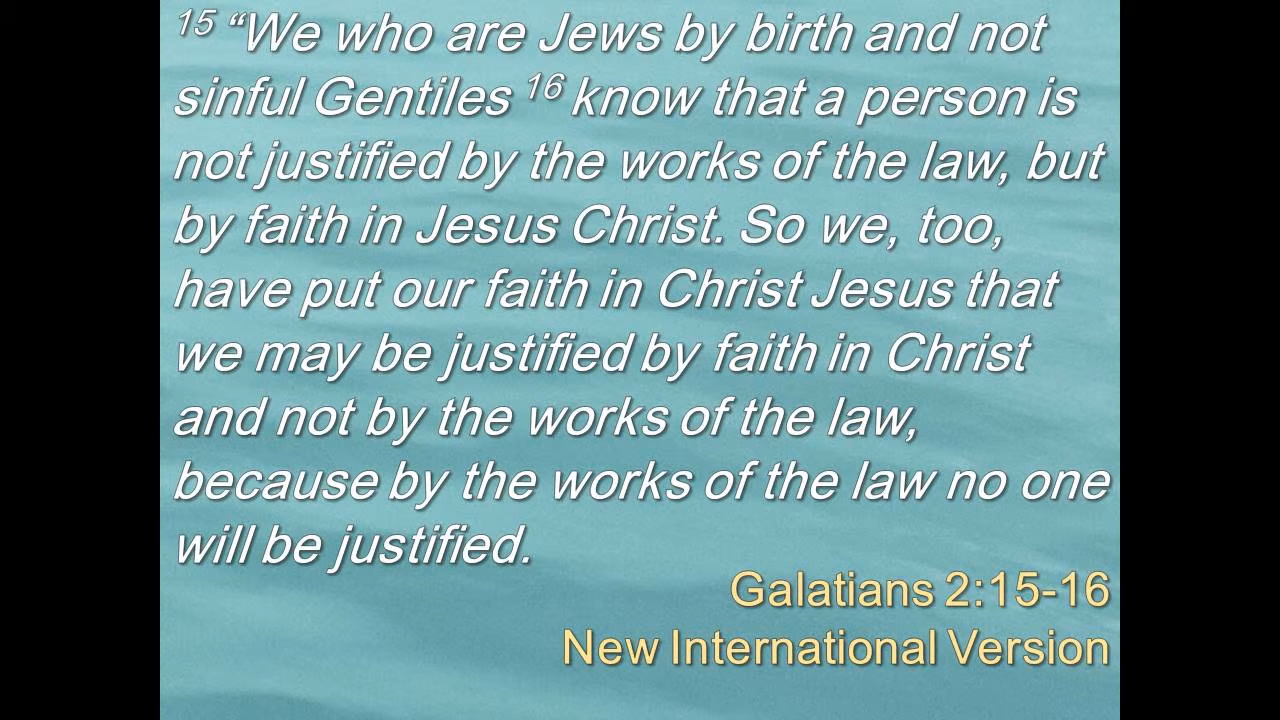 15 “We who are Jews by birth and not
sinful Gentiles 16 know that a person is
not justified by the works of the law, but
by faith in Jesus Christ. So we, too,
have put our faith in Christ Jesus that
we may be justified by faith in Christ
and not by the works of the law,
because by the works of the law no one
will be justified.
Galatians 2:15-16
New International Version